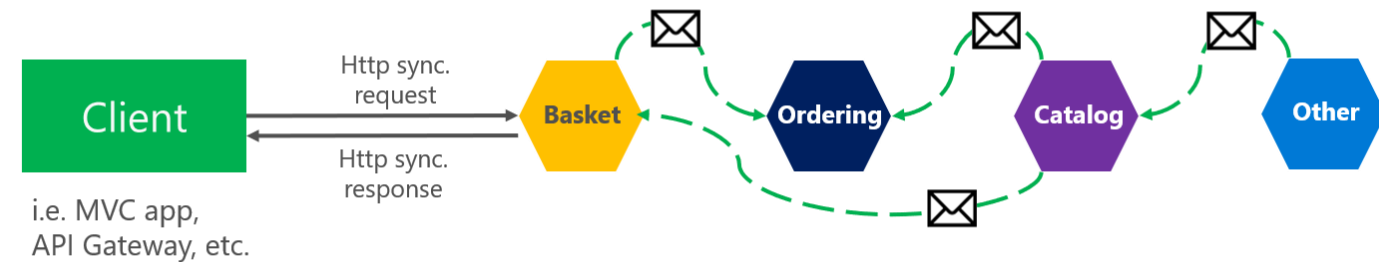 Client
i.e. MVC app,
API Gateway, etc.
Http sync.
request
Http sync.
response
Basket
Ordering
Catalog
Other